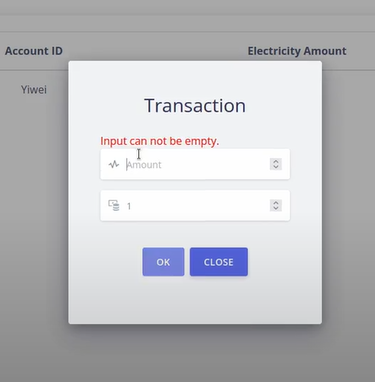 Account ID Electricity Amount
Yiwei
Transaction
Input can not be empty.
Amount
1
OK CLOSE